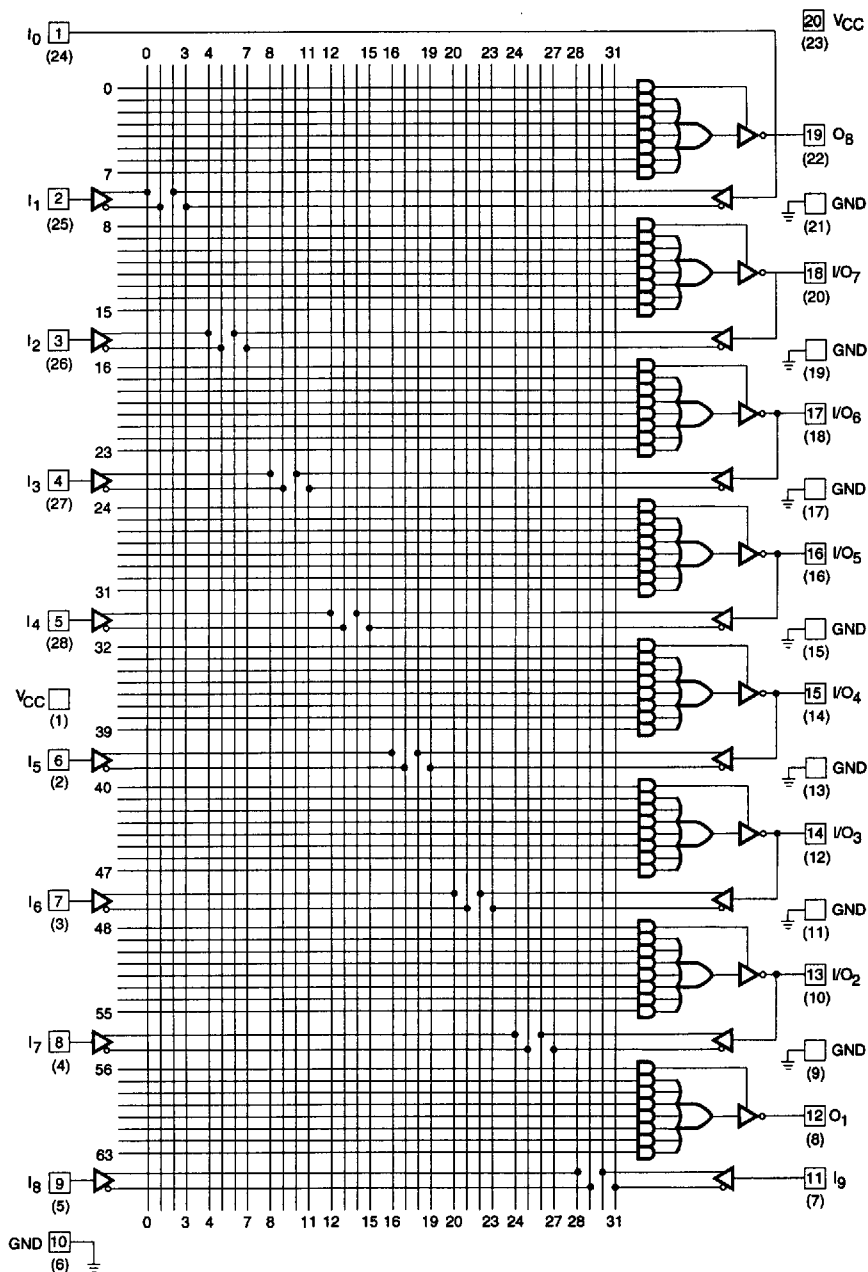 I0 1 (24)
20 VCC (23)
0 3 4 7 8 11 12 15 16 19 20 23 24 27 28 31
0
19 O8 (22)
7
I1 2 (25)
GND (21)
8
18 I/O7 (20)
15
I2 3 (26)
GND (19)
16
17 I/O6 (18)
23
I3 4 (27)
GND (17)
24
16 I/O5 (16)
31
I4 5 (28)
GND (15)
32
15 I/O4 (14)
VCC (1)
39
I5 6 (2)
GND (13)
40
14 I/O3 (12)
47
I6 7 (3)
GND (11)
48
13 I/O2 (10)
55
I7 8 (4)
GND (9)
56
12 O1 (8)
63
I8 9 (5)
11 I9 (7)
0 3 4 7 8 11 12 15 16 19 20 23 24 27 28 31
GND 10 (6)